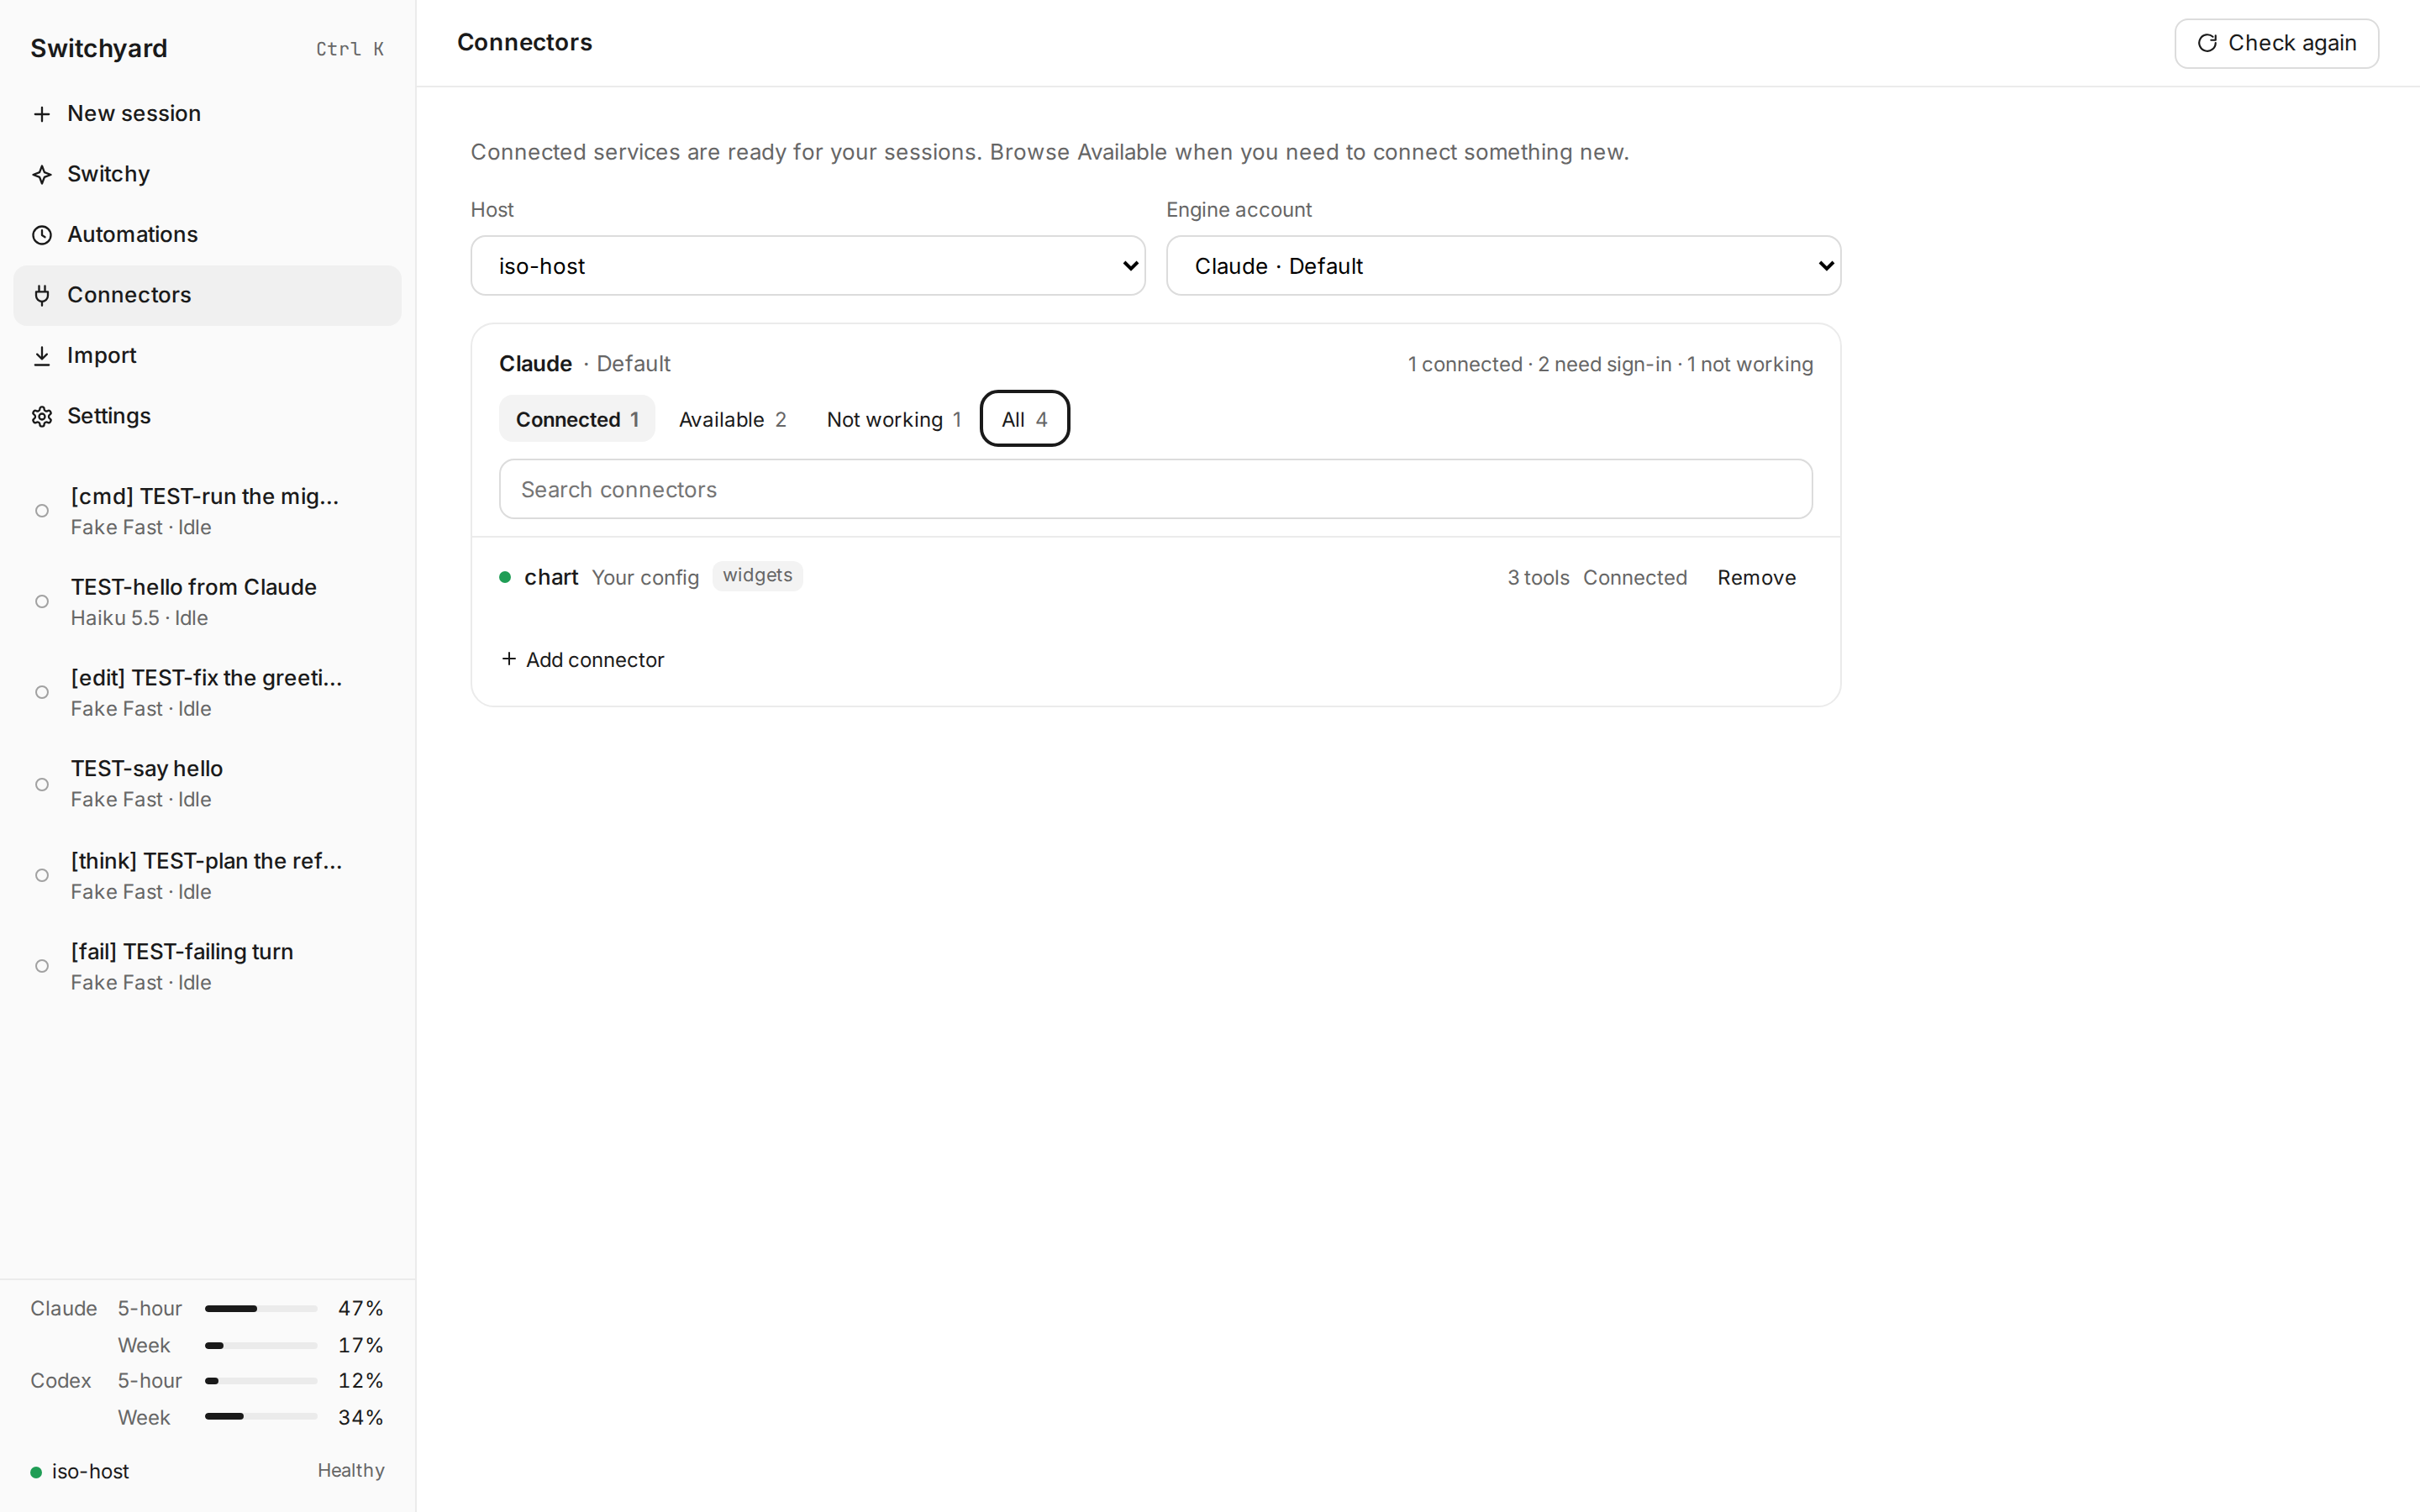 Switchyard Ctrl K
New session
Switchy
Automations
Connectors
Import
Settings
[cmd] TEST-run the mig...
Fake Fast · Idle
TEST-hello from Claude
Haiku 5.5 · Idle
[edit] TEST-fix the greeti...
Fake Fast · Idle
TEST-say hello
Fake Fast · Idle
[think] TEST-plan the ref...
Fake Fast · Idle
[fail] TEST-failing turn
Fake Fast · Idle
Claude 5-hour 47%
Week 17%
Codex 5-hour 12%
Week 34%
iso-host Healthy
Connectors Check again
Connected services are ready for your sessions. Browse Available when you need to connect something new.
Host Engine account
iso-host Claude · Default
Claude · Default 1 connected · 2 need sign-in · 1 not working
Connected 1 Available 2 Not working 1 All 4
Search connectors
chart Your config widgets 3 tools Connected Remove
+ Add connector